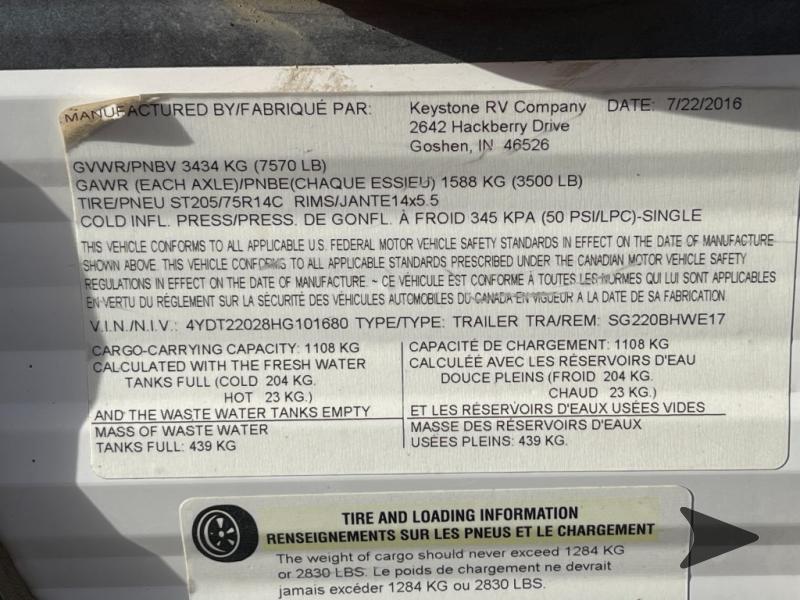 MANUFACTURED BY/FABRIQUÉ PAR: Keystone RV Company DATE: 7/22/2016
2642 Hackberry Drive
Goshen, IN 46526
GVWR/PNBV 3434 KG (7570 LB)
GAWR (EACH AXLE)/PNBE(CHAQUE ESSIEU) 1588 KG (3500 LB)
TIRE/PNEU ST205/75R14C RIMS/JANTE14x5.5
COLD INFL. PRESS/PRESS. DE GONFL. À FROID 345 KPA (50 PSI/LPC)-SINGLE
THIS VEHICLE CONFORMS TO ALL APPLICABLE U.S. FEDERAL MOTOR VEHICLE SAFETY STANDARDS IN EFFECT ON THE DATE OF MANUFACTURE
SHOWN ABOVE. THIS VEHICLE CONFORMS TO ALL APPLICABLE STANDARDS PRESCRIBED UNDER THE CANADIAN MOTOR VEHICLE SAFETY
REGULATIONS IN EFFECT ON THE DATE OF MANUFACTURE. ~ CE VÉHICULE EST CONFORME À TOUTES LES NORMES QUI LUI SONT APPLICABLES
EN VERTU DU RÉGLEMENT SUR LA SÉCURITÉ DES VÉHICULES AUTOMOBILES DU CANADA EN VIGUEUR A LA DATE DE SA FABRICATION
V.I.N./N.I.V.: 4YDT22028HG101680 TYPE/TYPE: TRAILER TRA/REM: SG220BHWE17
CARGO-CARRYING CAPACITY: 1108 KG
CALCULATED WITH THE FRESH WATER
TANKS FULL (COLD 204 KG.
HOT 23 KG.)
AND THE WASTE WATER TANKS EMPTY
MASS OF WASTE WATER
TANKS FULL: 439 KG
CAPACITÉ DE CHARGEMENT: 1108 KG
CALCULÉE AVEC LES RÉSERVOIRS D'EAU
DOUCE PLEINS (FROID 204 KG.
CHAUD 23 KG.)
ET LES RÉSERVOIRS D'EAUX USÉES VIDES
MASSE DES RÉSERVOIRS D'EAUX
USÉES PLEINS: 439 KG.
TIRE AND LOADING INFORMATION
RENSEIGNEMENTS SUR LES PNEUS ET LE CHARGEMENT
The weight of cargo should never exceed 1284 KG
or 2830 LBS. Le poids de chargement ne devrait
jamais excéder 1284 KG ou 2830 LBS.